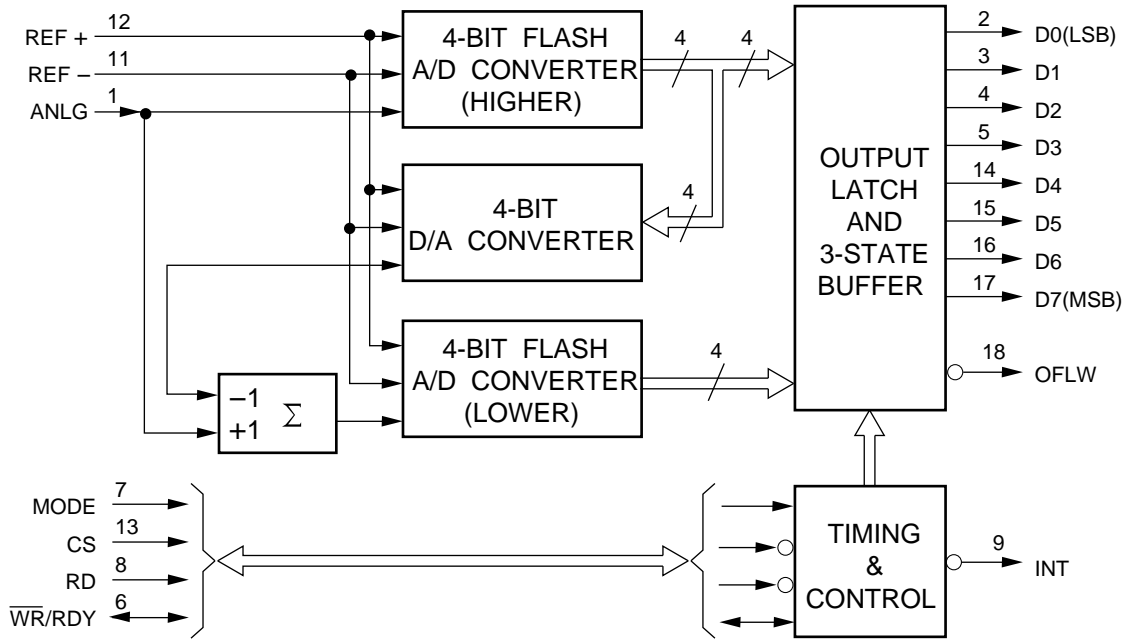 REF +
12
REF –
11
ANLG
1
4-BIT FLASH
A/D CONVERTER
(HIGHER)
4
4
4-BIT
D/A CONVERTER
4
4-BIT FLASH
A/D CONVERTER
(LOWER)
4
–1
+1
Σ
OUTPUT
LATCH
AND
3-STATE
BUFFER
2
D0(LSB)
3
D1
4
D2
5
D3
14
D4
15
D5
16
D6
17
D7(MSB)
18
OFLW
MODE
7
CS
13
RD
8
W̅R̅/RDY
6
TIMING
&
CONTROL
9
INT